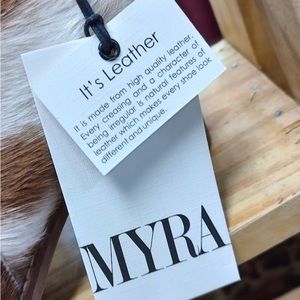 It's Leather
It is made from high quality leather.
Every creasing and a character of
being irregular is natural features of
leather which makes every shoe look
different and unique.
MYRA